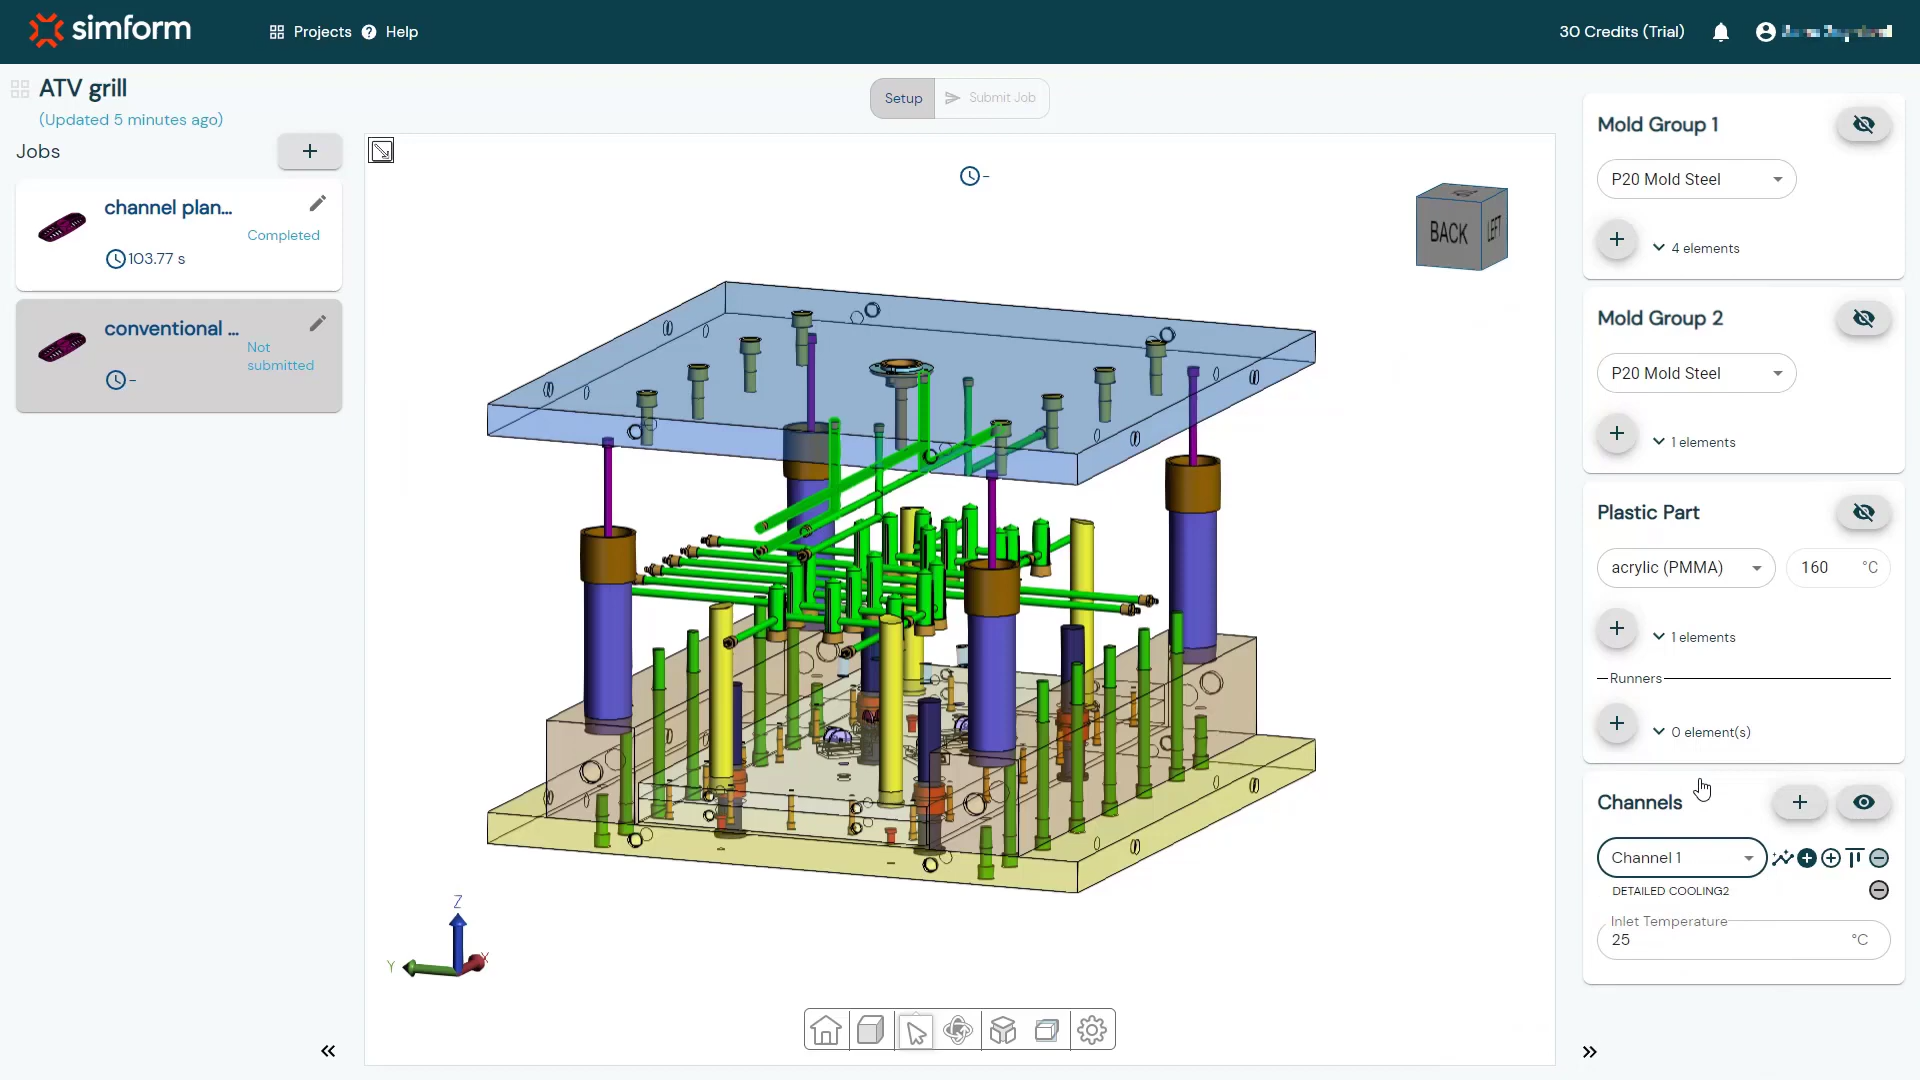 simform
Projects
Help
30 Credits (Trial)
ATV grill
(Updated 5 minutes ago)
Setup
Submit Job
Jobs
channel plan...
Completed
103.77 s
conventional ...
Not
submitted
-
-
BACK
LEFT
Z
Y
X
Mold Group 1
P20 Mold Steel
4 elements
Mold Group 2
P20 Mold Steel
1 elements
Plastic Part
acrylic (PMMA)
160 °C
1 elements
Runners
0 element(s)
Channels
Channel 1
DETAILED COOLING2
Inlet Temperature
25 °C